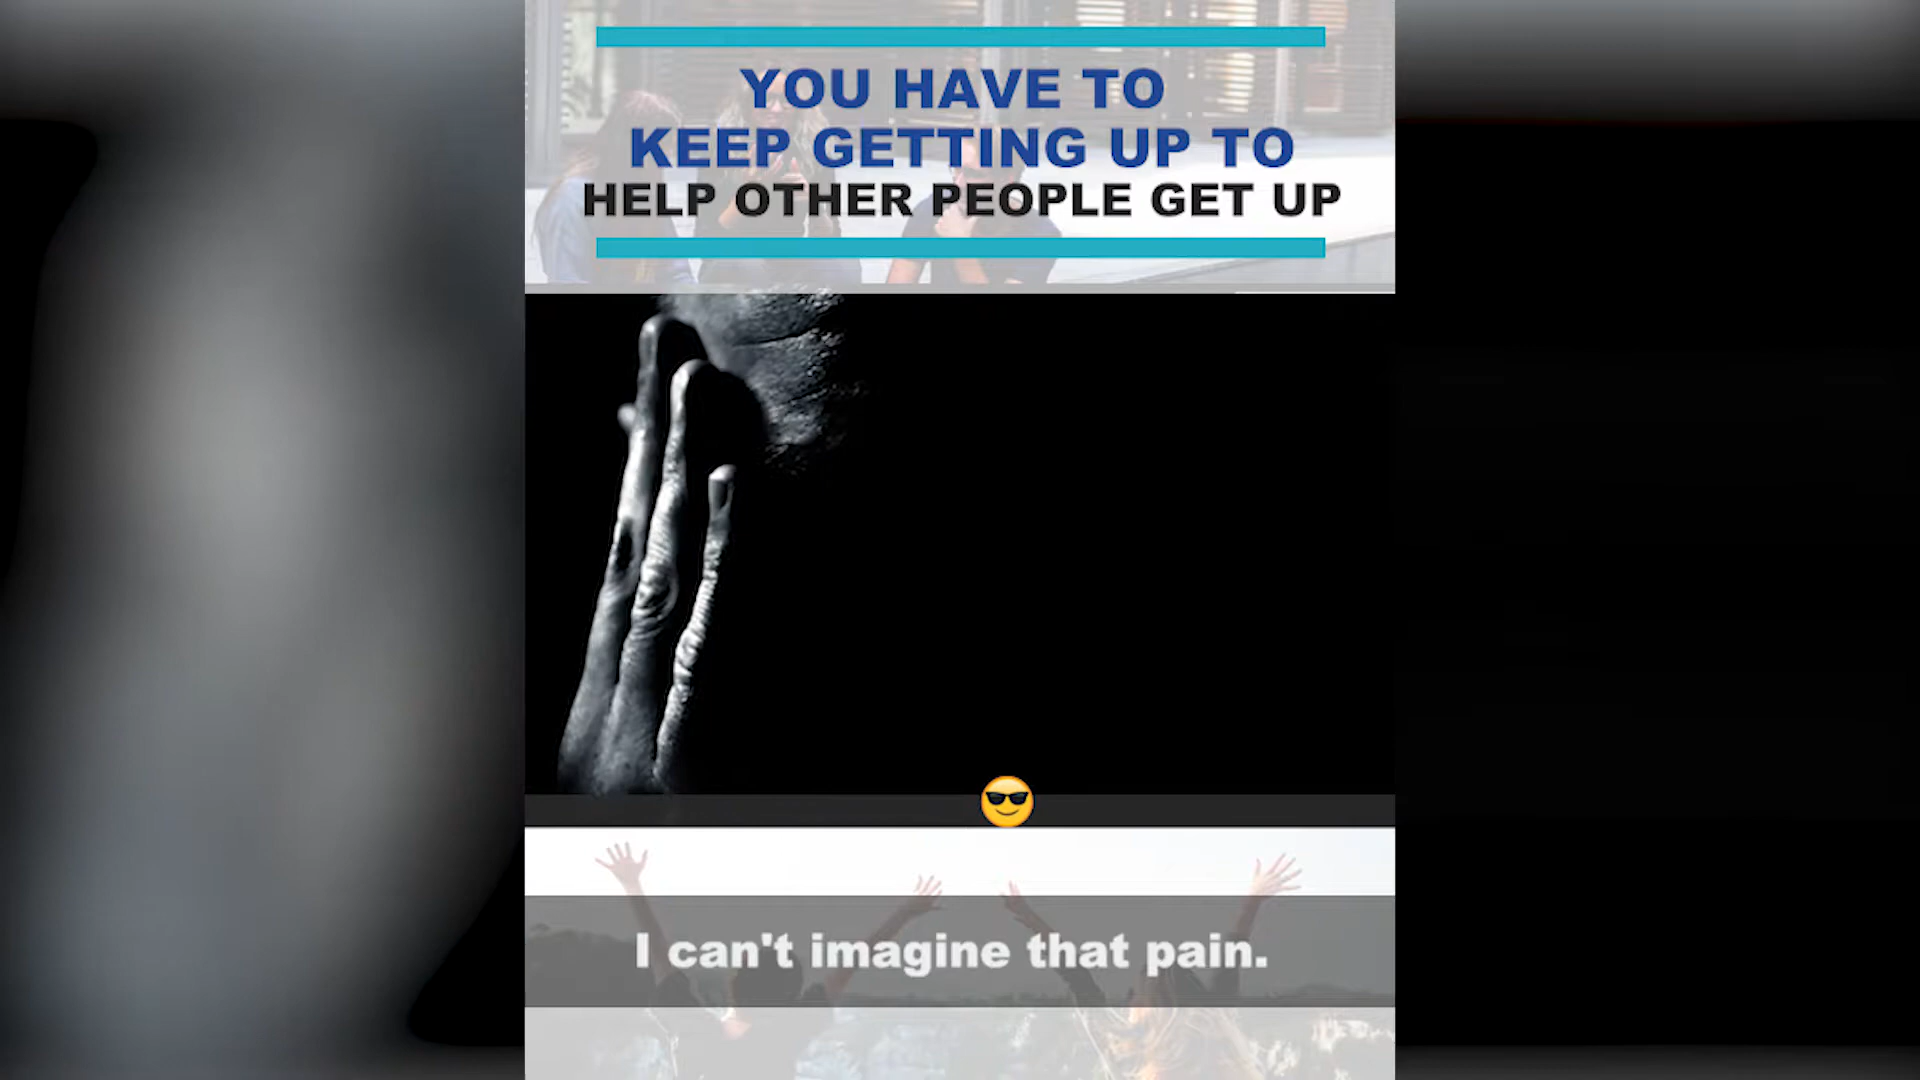 YOU HAVE TO
KEEP GETTING UP TO
HELP OTHER PEOPLE GET UP
I can't imagine that pain.